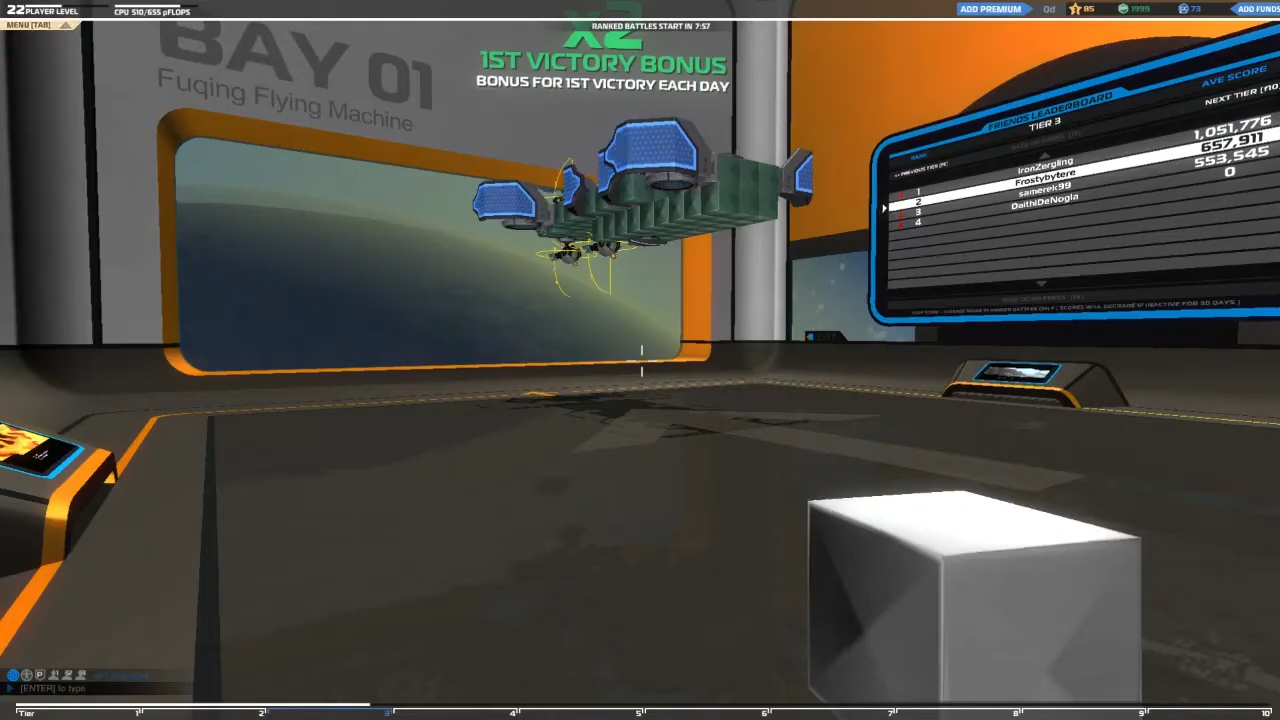 22 PLAYER LEVEL
CPU 510/655 pFLOPS
ADD PREMIUM
0d
85
1999
73
ADD FUNDS
MENU [TAB]
RANKED BATTLES START IN 7:57
x2
1ST VICTORY BONUS
BONUS FOR 1ST VICTORY EACH DAY
BAY 01
Fuqing Flying Machine
FRIENDS LEADERBOARD
TIER 3
AVE SCORE
RANK
NEXT TIER
1 ironZergling 1,051,776
2 Frostybytere 657,911
3 samerek99 553,545
4 DaithiDeNogla 0
[ENTER] to type
Tier 1 2 3 4 5 6 7 8 9 10